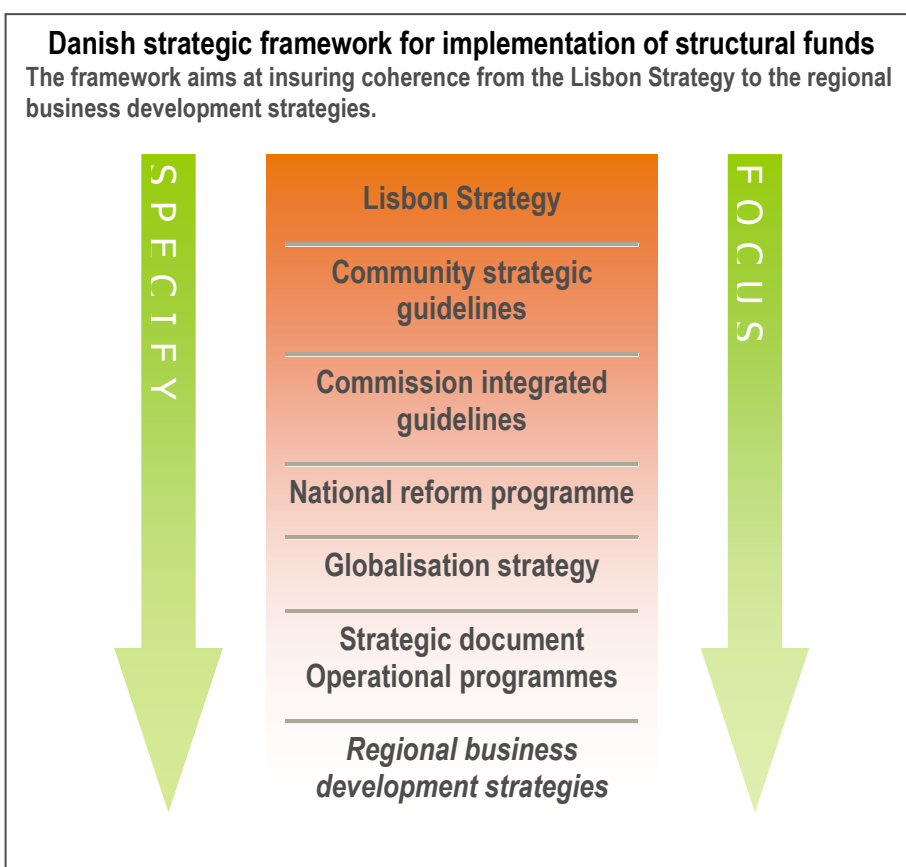 Danish strategic framework for implementation of structural funds
The framework aims at insuring coherence from the Lisbon Strategy to the regional
business development strategies.
SPECIFY
Lisbon Strategy
Community strategic
guidelines
Commission integrated
guidelines
National reform programme
Globalisation strategy
Strategic document
Operational programmes
Regional business
development strategies
FOCUS